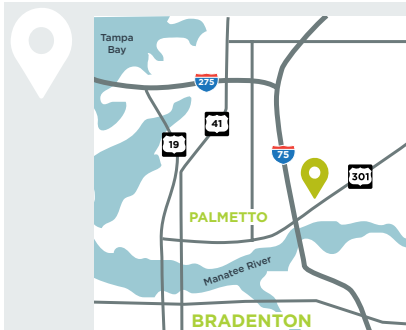 Tampa
Bay
275
41
19
75
301
PALMETTO
Manatee River
BRADENTON